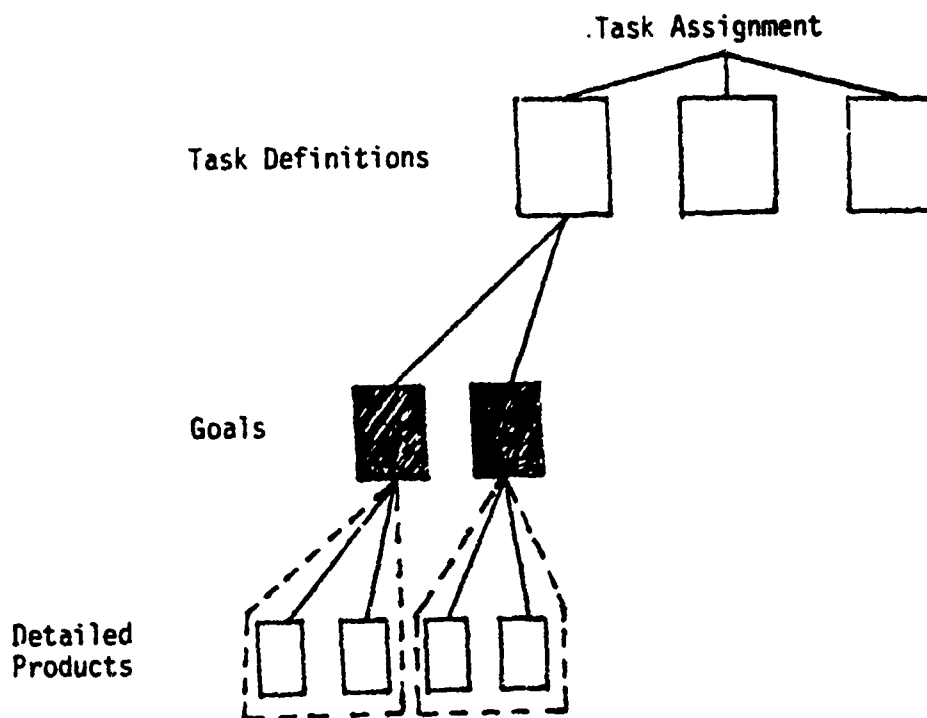 .Task Assignment
Task Definitions
Goals
Detailed
Products